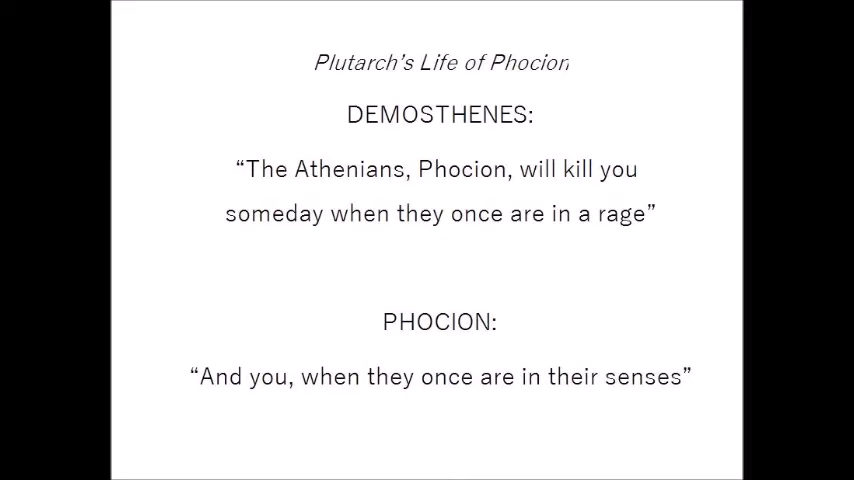 Plutarch’s Life of Phocion
DEMOSTHENES:
“The Athenians, Phocion, will kill you
someday when they once are in a rage”
PHOCION:
“And you, when they once are in their senses”